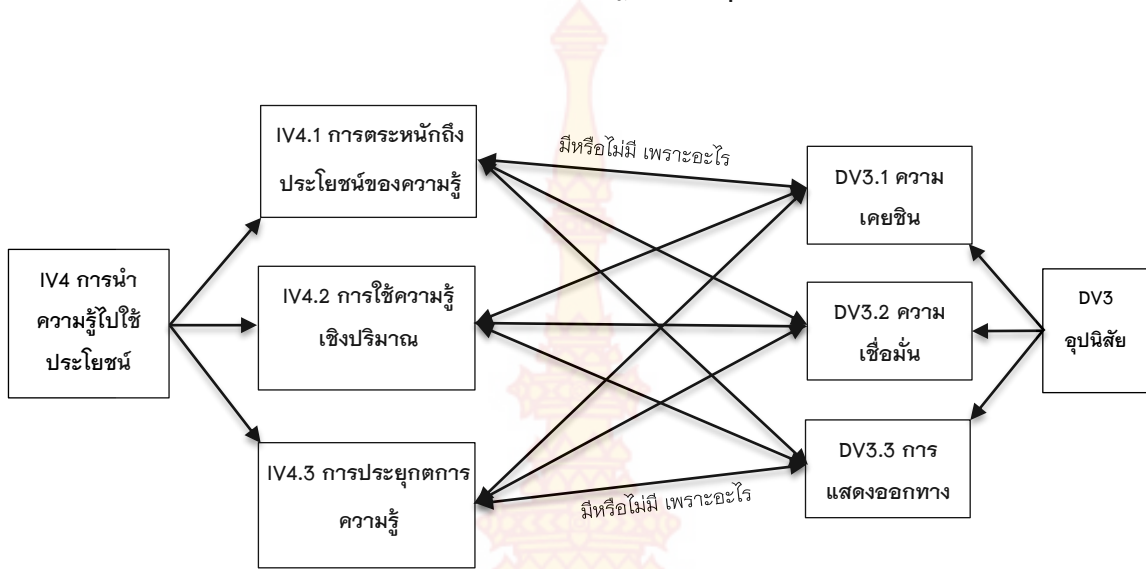 IV4.1 การตระหนักถึง
ประโยชน์ของความรู้
มีหรือไม่มี เพราะอะไร
DV3.1 ความ
เคยชิน
IV4 การนำ
ความรู้ไปใช้
ประโยชน์
IV4.2 การใช้ความรู้
เชิงปริมาณ
DV3.2 ความ
เชื่อมั่น
DV3
อุปนิสัย
IV4.3 การประยุกตการ
ความรู้
มีหรือไม่มี เพราะอะไร
DV3.3 การ
แสดงออกทาง